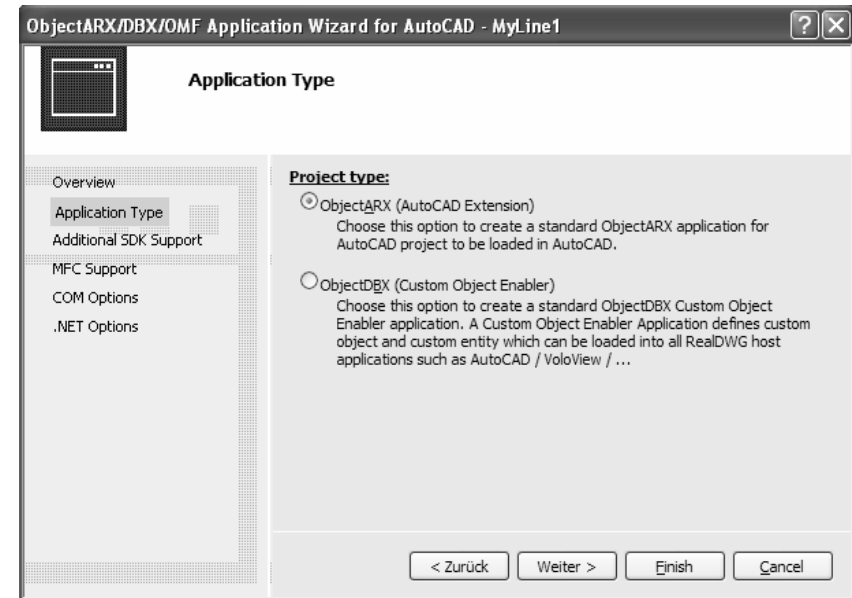 ObjectARX/DBX/OMF Application Wizard for AutoCAD - MyLine1
Application Type
Overview
Application Type
Additional SDK Support
MFC Support
COM Options
.NET Options
Project type:
ObjectARX (AutoCAD Extension)
Choose this option to create a standard ObjectARX application for
AutoCAD project to be loaded in AutoCAD.
ObjectDBX (Custom Object Enabler)
Choose this option to create a standard ObjectDBX Custom Object
Enabler application. A Custom Object Enabler Application defines custom
object and custom entity which can be loaded into all RealDWG host
applications such as AutoCAD / VoloView / ...
< Zurück
Weiter >
Finish
Cancel